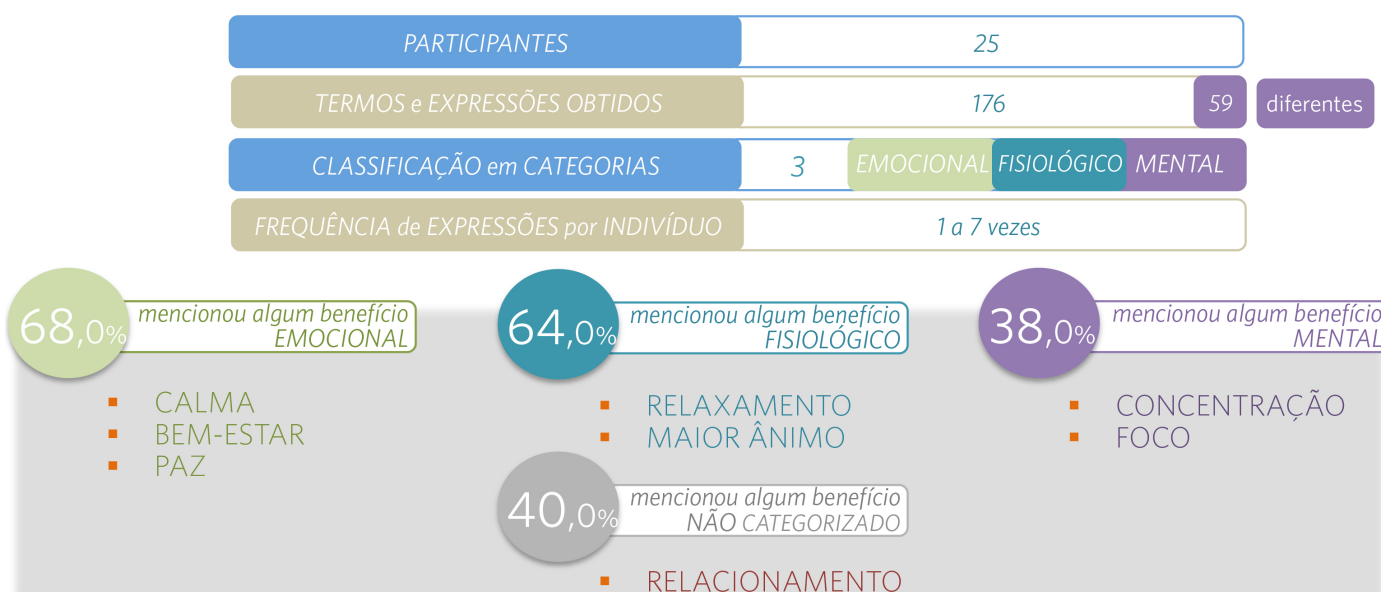 PARTICIPANTES 25
TERMOS e EXPRESSÕES OBTIDOS 176 59 diferentes
CLASSIFICAÇÃO em CATEGORIAS 3 EMOCIONAL FISIOLÓGICO MENTAL
FREQUÊNCIA de EXPRESSÕES por INDIVÍDUO 1 a 7 vezes
68,0% mencionou algum benefício
EMOCIONAL
▪ CALMA
▪ BEM-ESTAR
▪ PAZ
64,0% mencionou algum benefício
FISIOLÓGICO
▪ RELAXAMENTO
▪ MAIOR ÂNIMO
38,0% mencionou algum benefício
MENTAL
▪ CONCENTRAÇÃO
▪ FOCO
40,0% mencionou algum benefício
NÃO CATEGORIZADO
▪ RELACIONAMENTO